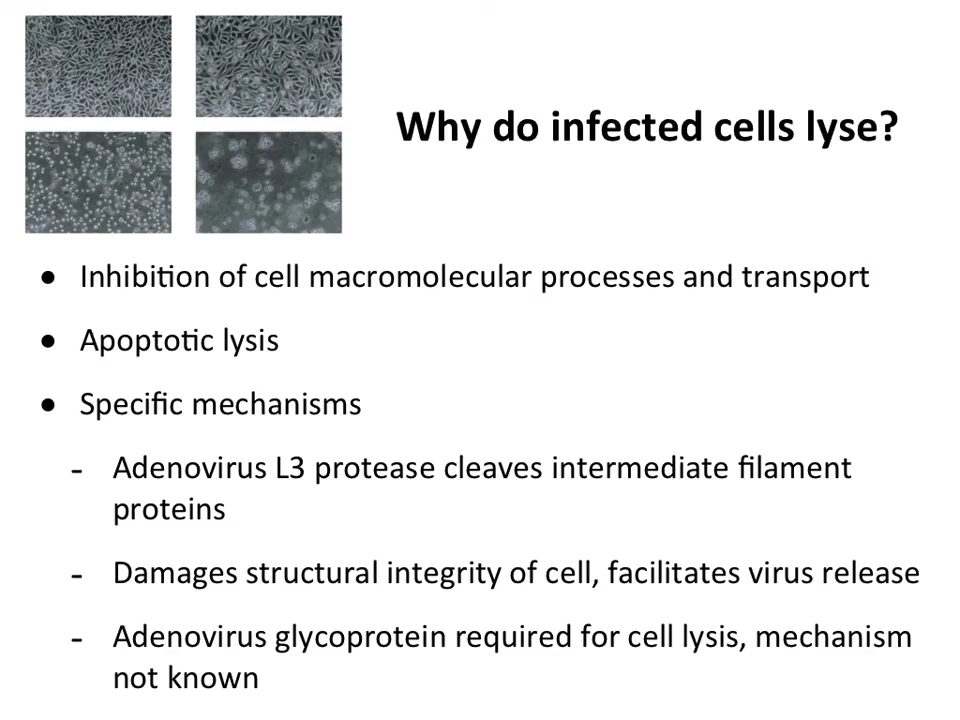 Why do infected cells lyse?
● Inhibition of cell macromolecular processes and transport
● Apoptotic lysis
● Specific mechanisms
- Adenovirus L3 protease cleaves intermediate filament
proteins
- Damages structural integrity of cell, facilitates virus release
- Adenovirus glycoprotein required for cell lysis, mechanism
not known